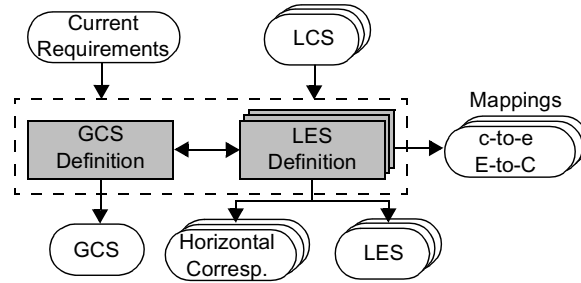 Current
Requirements
LCS
GCS
Definition
LES
Definition
Mappings
c-to-e
E-to-C
GCS
Horizontal
Corresp.
LES